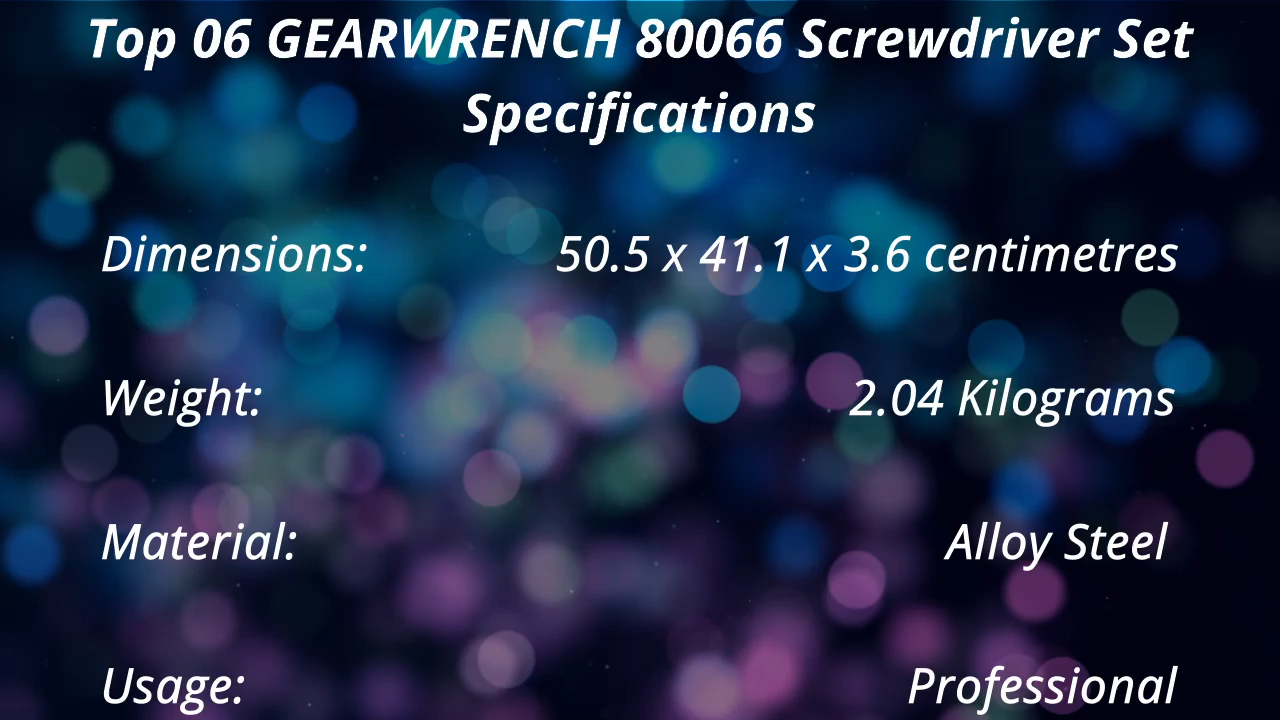 Top 06 GEARWRENCH 80066 Screwdriver Set
Specifications
Dimensions: 50.5 x 41.1 x 3.6 centimetres
Weight: 2.04 Kilograms
Material: Alloy Steel
Usage: Professional